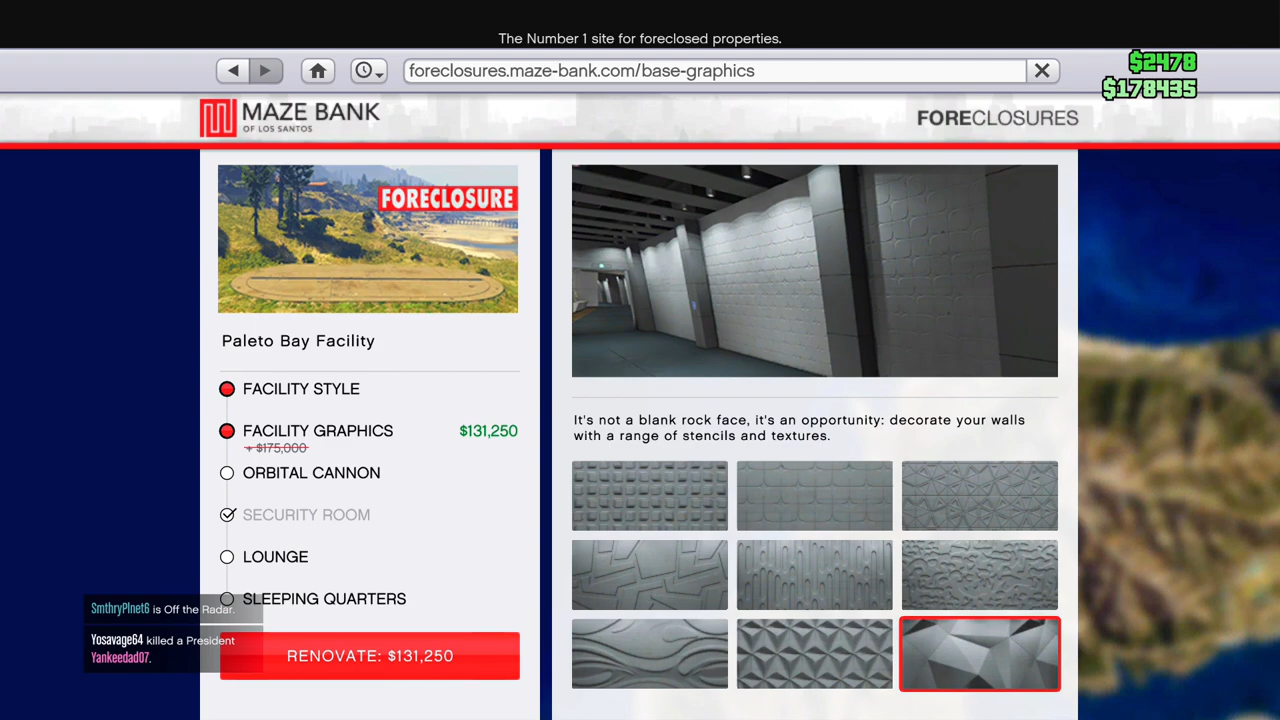 The Number 1 site for foreclosed properties.
foreclosures.maze-bank.com/base-graphics
$2478
$178435
MAZE BANK
OF LOS SANTOS
FORECLOSURES
FORECLOSURE
Paleto Bay Facility
FACILITY STYLE
FACILITY GRAPHICS $131,250
+ $175,000
ORBITAL CANNON
SECURITY ROOM
LOUNGE
SLEEPING QUARTERS
RENOVATE: $131,250
SmthryPlnet6 is Off the Radar.
Yosavage64 killed a President
Yankeedad07.
It's not a blank rock face, it's an opportunity: decorate your walls
with a range of stencils and textures.